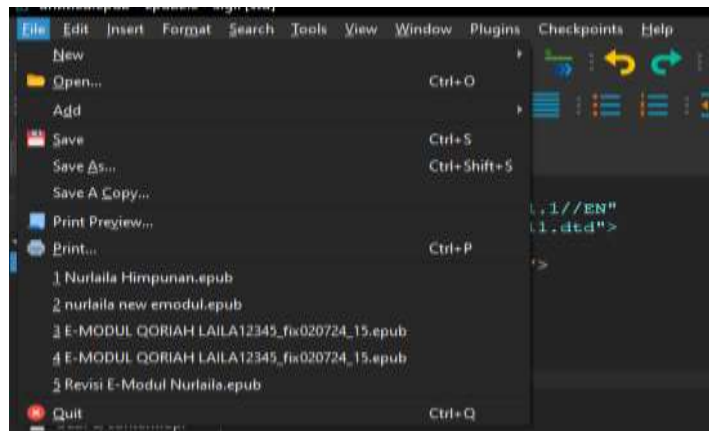 File Edit Insert Format Search Tools View Window Plugins Checkpoints Help
New
Open... Ctrl+O
Add
Save Ctrl+S
Save As... Ctrl+Shift+S
Save A Copy...
Print Preview...
Print... Ctrl+P
1 Nurlaila Himpunan.epub
2 nurlaila new emodul.epub
3 E-MODUL QORIAH LAILA12345_fix020724_15.epub
4 E-MODUL QORIAH LAILA12345_fix020724_15.epub
5 Revisi E-Modul Nurlaila.epub
Quit Ctrl+Q
.1//EN"
11.dtd">
">